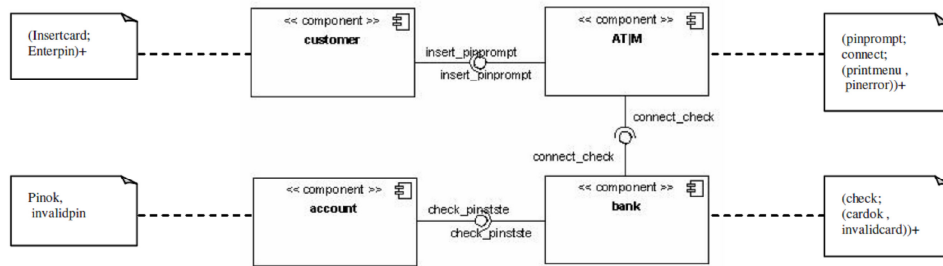 (Insertcard;
Enterpin)+
<< component >>
customer
insert_pinprompt
insert_pinprompt
<< component >>
AT|M
(pinprompt;
connect;
(printmenu ,
pinerror))+
connect_check
connect_check
Pinok,
invalidpin
<< component >>
account
check_pinstste
check_pinstste
<< component >>
bank
(check;
(cardok ,
invalidcard))+